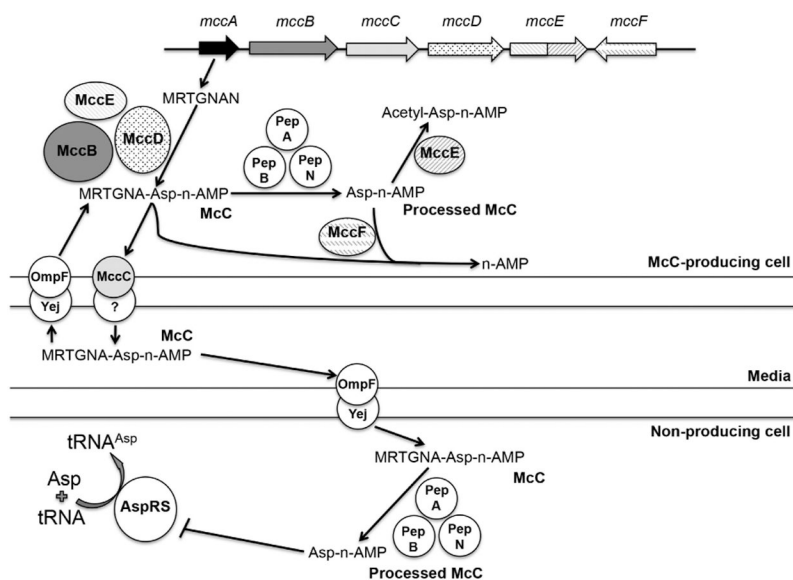 mccA mccB mccC mccD mccE mccF
MRTGNAN
MccE
MccB
MccD
Pep A
Pep B
Pep N
Acetyl-Asp-n-AMP
MccE
MRTGNA-Asp-n-AMP
McC
Asp-n-AMP
Processed McC
MccF
n-AMP
McC-producing cell
OmpF
Yej
MccC
?
McC
MRTGNA-Asp-n-AMP
Media
OmpF
Yej
Non-producing cell
MRTGNA-Asp-n-AMP
McC
tRNAAsp
Asp
+
tRNA
AspRS
Pep A
Pep B
Pep N
Asp-n-AMP
Processed McC